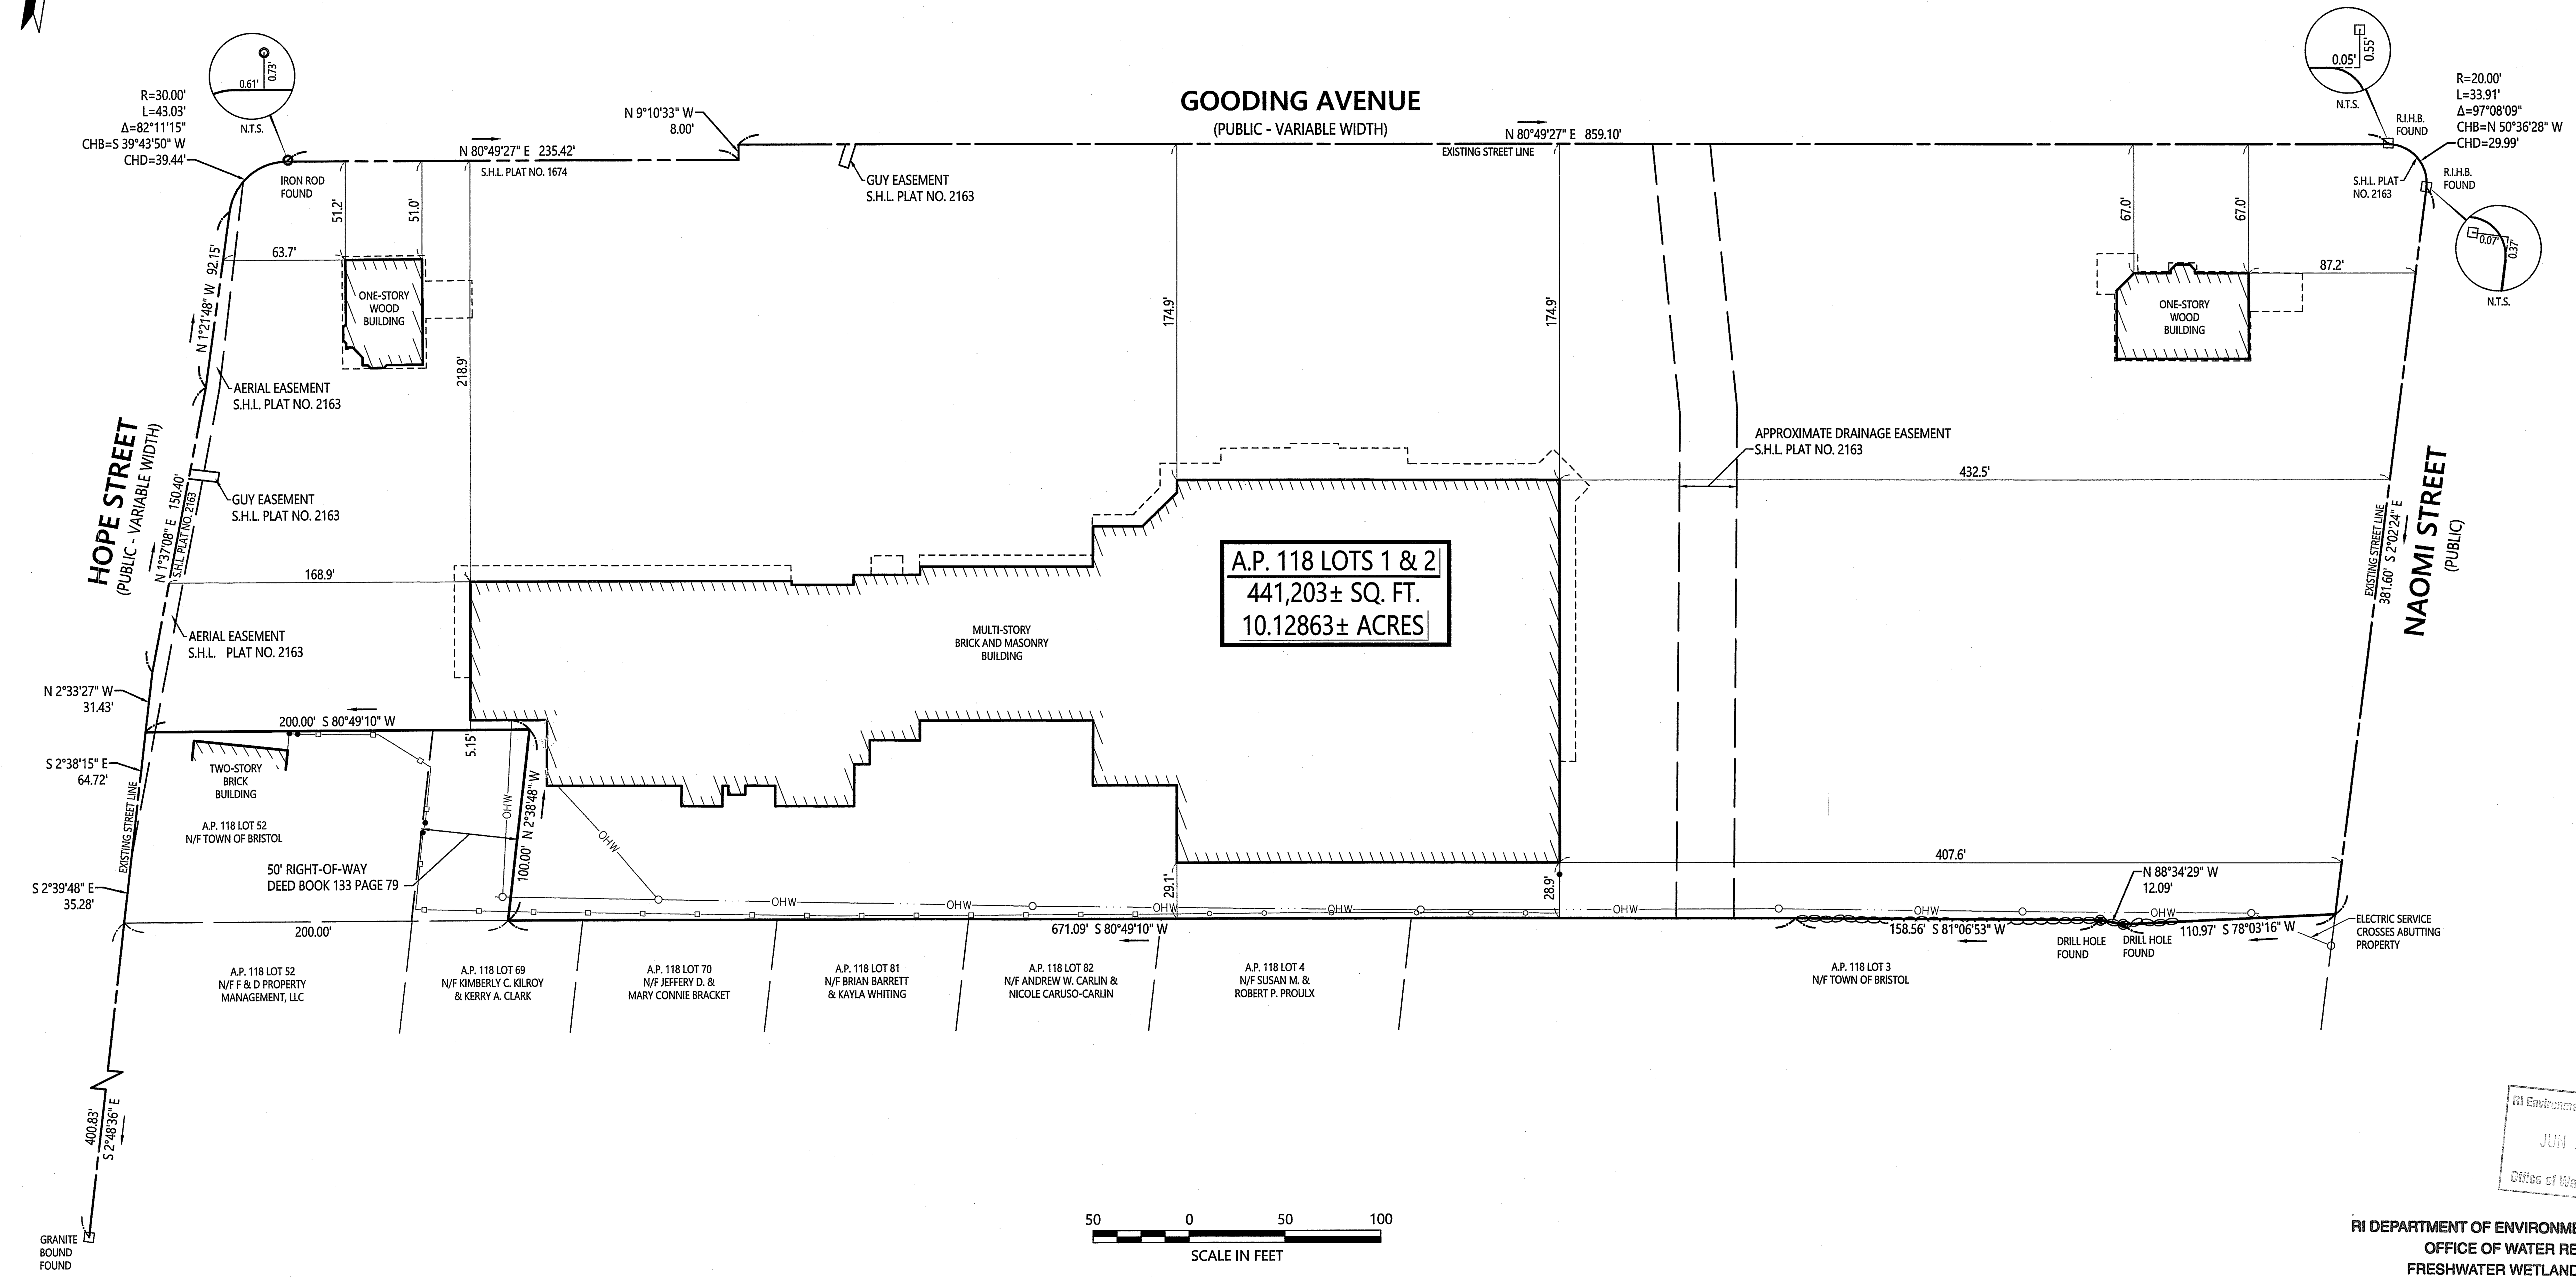 GOODING AVENUE
(PUBLIC - VARIABLE WIDTH)
0.61'
0.73'
N.T.S.
R=30.00'
L=43.03'
Δ=82°11'15"
CHB=S 39°43'50" W
CHD=39.44'
IRON ROD
FOUND
N 80°49'27" E 235.42'
S.H.L. PLAT NO. 1674
N 9°10'33" W
8.00'
GUY EASEMENT
S.H.L. PLAT NO. 2163
N 80°49'27" E 859.10'
EXISTING STREET LINE
0.05'
0.55'
N.T.S.
R=20.00'
L=33.91'
Δ=97°08'09"
CHB=N 50°36'28" W
CHD=29.99'
R.I.H.B.
FOUND
R.I.H.B.
FOUND
S.H.L. PLAT
NO. 2163
0.07'
0.37'
N.T.S.
51.2'
51.0'
63.7'
ONE-STORY
WOOD
BUILDING
218.9'
174.9'
174.9'
67.0'
67.0'
87.2'
ONE-STORY
WOOD
BUILDING
N 1°21'48" W 92.15'
AERIAL EASEMENT
S.H.L. PLAT NO. 2163
HOPE STREET
(PUBLIC - VARIABLE WIDTH)
GUY EASEMENT
S.H.L. PLAT NO. 2163
N 1°37'08" E 150.40'
S.H.L. PLAT NO. 2163
168.9'
AERIAL EASEMENT
S.H.L. PLAT NO. 2163
APPROXIMATE DRAINAGE EASEMENT
S.H.L. PLAT NO. 2163
432.5'
EXISTING STREET LINE
381.60' S 2°02'24" E
NAOMI STREET
(PUBLIC)
A.P. 118 LOTS 1 & 2
441,203± SQ. FT.
10.12863± ACRES
MULTI-STORY
BRICK AND MASONRY
BUILDING
N 2°33'27" W
31.43'
200.00' S 80°49'10" W
5.15'
S 2°38'15" E
64.72'
TWO-STORY
BRICK
BUILDING
EXISTING STREET LINE
A.P. 118 LOT 52
N/F TOWN OF BRISTOL
50' RIGHT-OF-WAY
DEED BOOK 133 PAGE 79
OHW
100.00' N 2°38'48" W
OHW
S 2°39'48" E
35.28'
200.00'
OHW
OHW
OHW
OHW
OHW
OHW
OHW
29.1'
28.9'
407.6'
671.09' S 80°49'10" W
158.56' S 81°06'53" W
N 88°34'29" W
12.09'
DRILL HOLE
FOUND
DRILL HOLE
FOUND
110.97' S 78°03'16" W
ELECTRIC SERVICE
CROSSES ABUTTING
PROPERTY
A.P. 118 LOT 52
N/F F & D PROPERTY
MANAGEMENT, LLC
A.P. 118 LOT 69
N/F KIMBERLY C. KILROY
& KERRY A. CLARK
A.P. 118 LOT 70
N/F JEFFERY D. &
MARY CONNIE BRACKET
A.P. 118 LOT 81
N/F BRIAN BARRETT
& KAYLA WHITING
A.P. 118 LOT 82
N/F ANDREW W. CARLIN &
NICOLE CARUSO-CARLIN
A.P. 118 LOT 4
N/F SUSAN M. &
ROBERT P. PROULX
A.P. 118 LOT 3
N/F TOWN OF BRISTOL
400.83'
S 2°48'36" E
GRANITE
BOUND
FOUND
50 0 50 100
SCALE IN FEET
RI Environme
JUN
Office of Wa
RI DEPARTMENT OF ENVIRONME
OFFICE OF WATER RE
FRESHWATER WETLAND